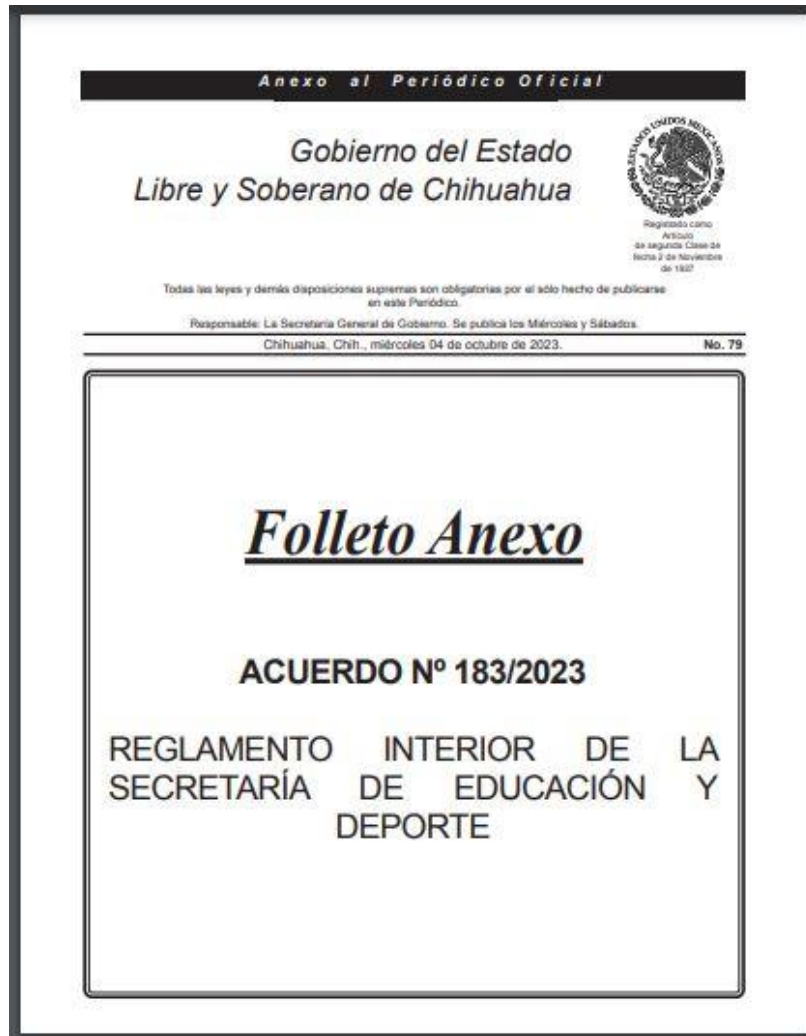 Anexo al Periódico Oficial
Gobierno del Estado
Libre y Soberano de Chihuahua
ESTADOS UNIDOS MEXICANOS
Registrado como
Artículo
de segunda Clase de
fecha 2 de Noviembre
de 1927
Todas las leyes y demás disposiciones supremas son obligatorias por el sólo hecho de publicarse
en este Periódico.
Responsable: La Secretaría General de Gobierno. Se publica los Miércoles y Sábados.
Chihuahua, Chih., miércoles 04 de octubre de 2023. No. 79
Folleto Anexo
ACUERDO Nº 183/2023
REGLAMENTO INTERIOR DE LA
SECRETARÍA DE EDUCACIÓN Y
DEPORTE